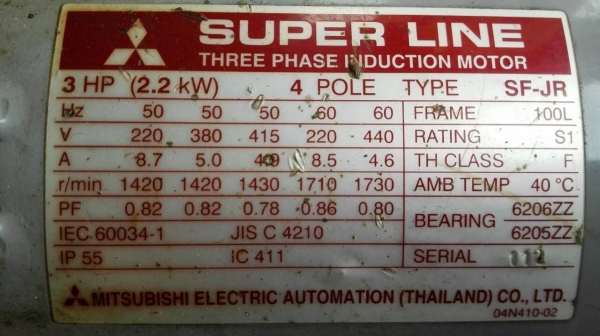 SUPER LINE
THREE PHASE INDUCTION MOTOR
3 HP (2.2 kW) 4 POLE TYPE SF-JR
Hz 50 50 50 60 60 FRAME 100L
V 220 380 415 220 440 RATING S1
A 8.7 5.0 4.9 8.5 4.6 TH CLASS F
r/min 1420 1420 1430 1710 1730 AMB TEMP 40 °C
PF 0.82 0.82 0.78 0.86 0.80 BEARING 6206ZZ
6205ZZ
IEC 60034-1 JIS C 4210
IP 55 IC 411 SERIAL
MITSUBISHI ELECTRIC AUTOMATION (THAILAND) CO., LTD.
04N410-02